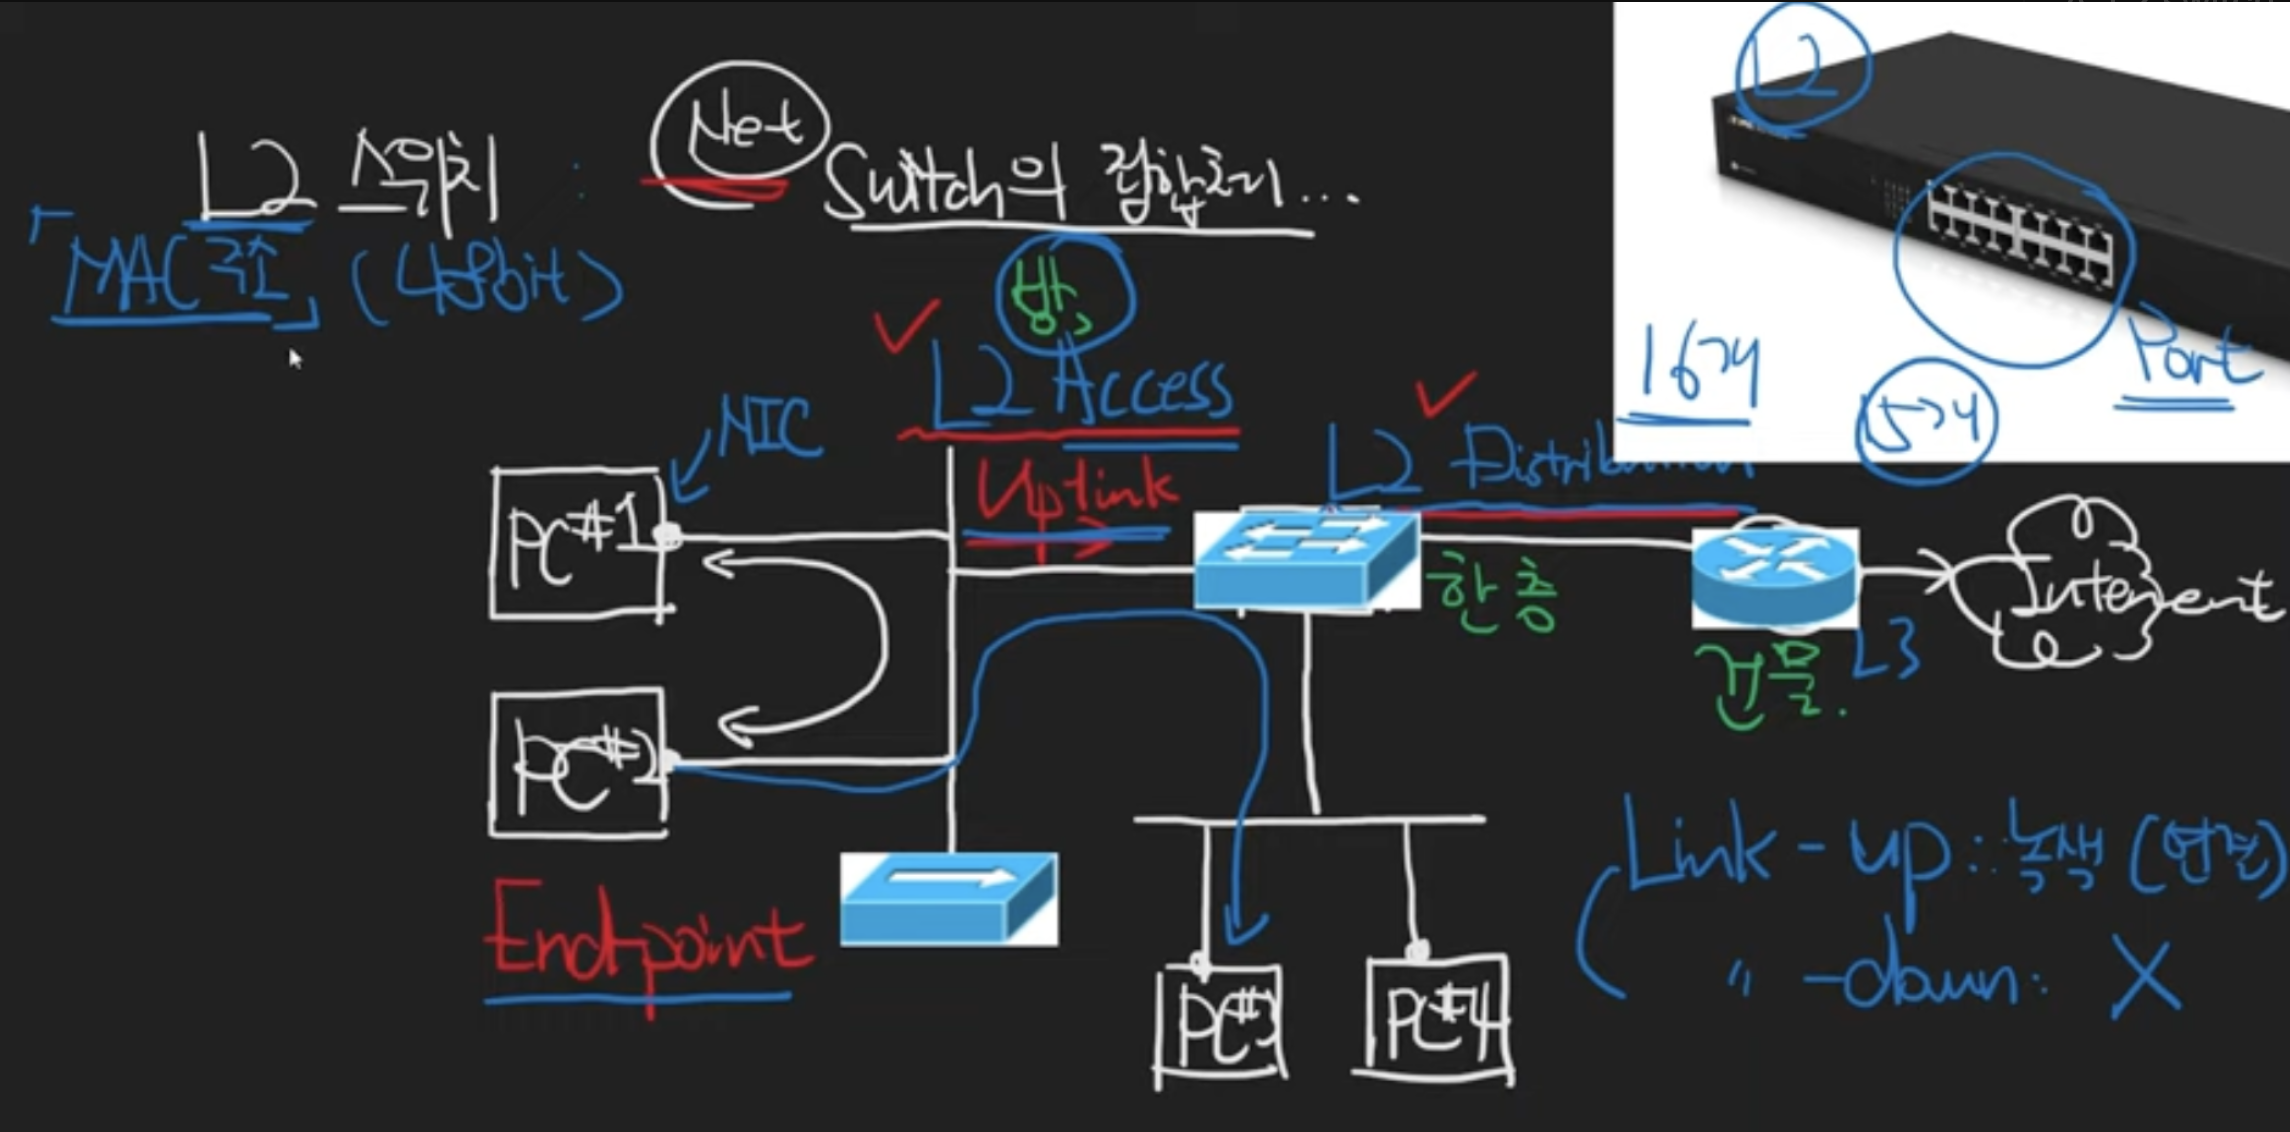 L2
Net
L2 스위치 :
Switch의 집합체...
「MAC주소」 (48bit)
방,
L2 Access
16개
Port
15개
NIC
L2 Distribution
Uplink
PC#1
한 층
Internent
L3
건물.
PC#2
Link-up : 녹색 (연결)
Endpoint
" -down : X
PC#3
PC#4